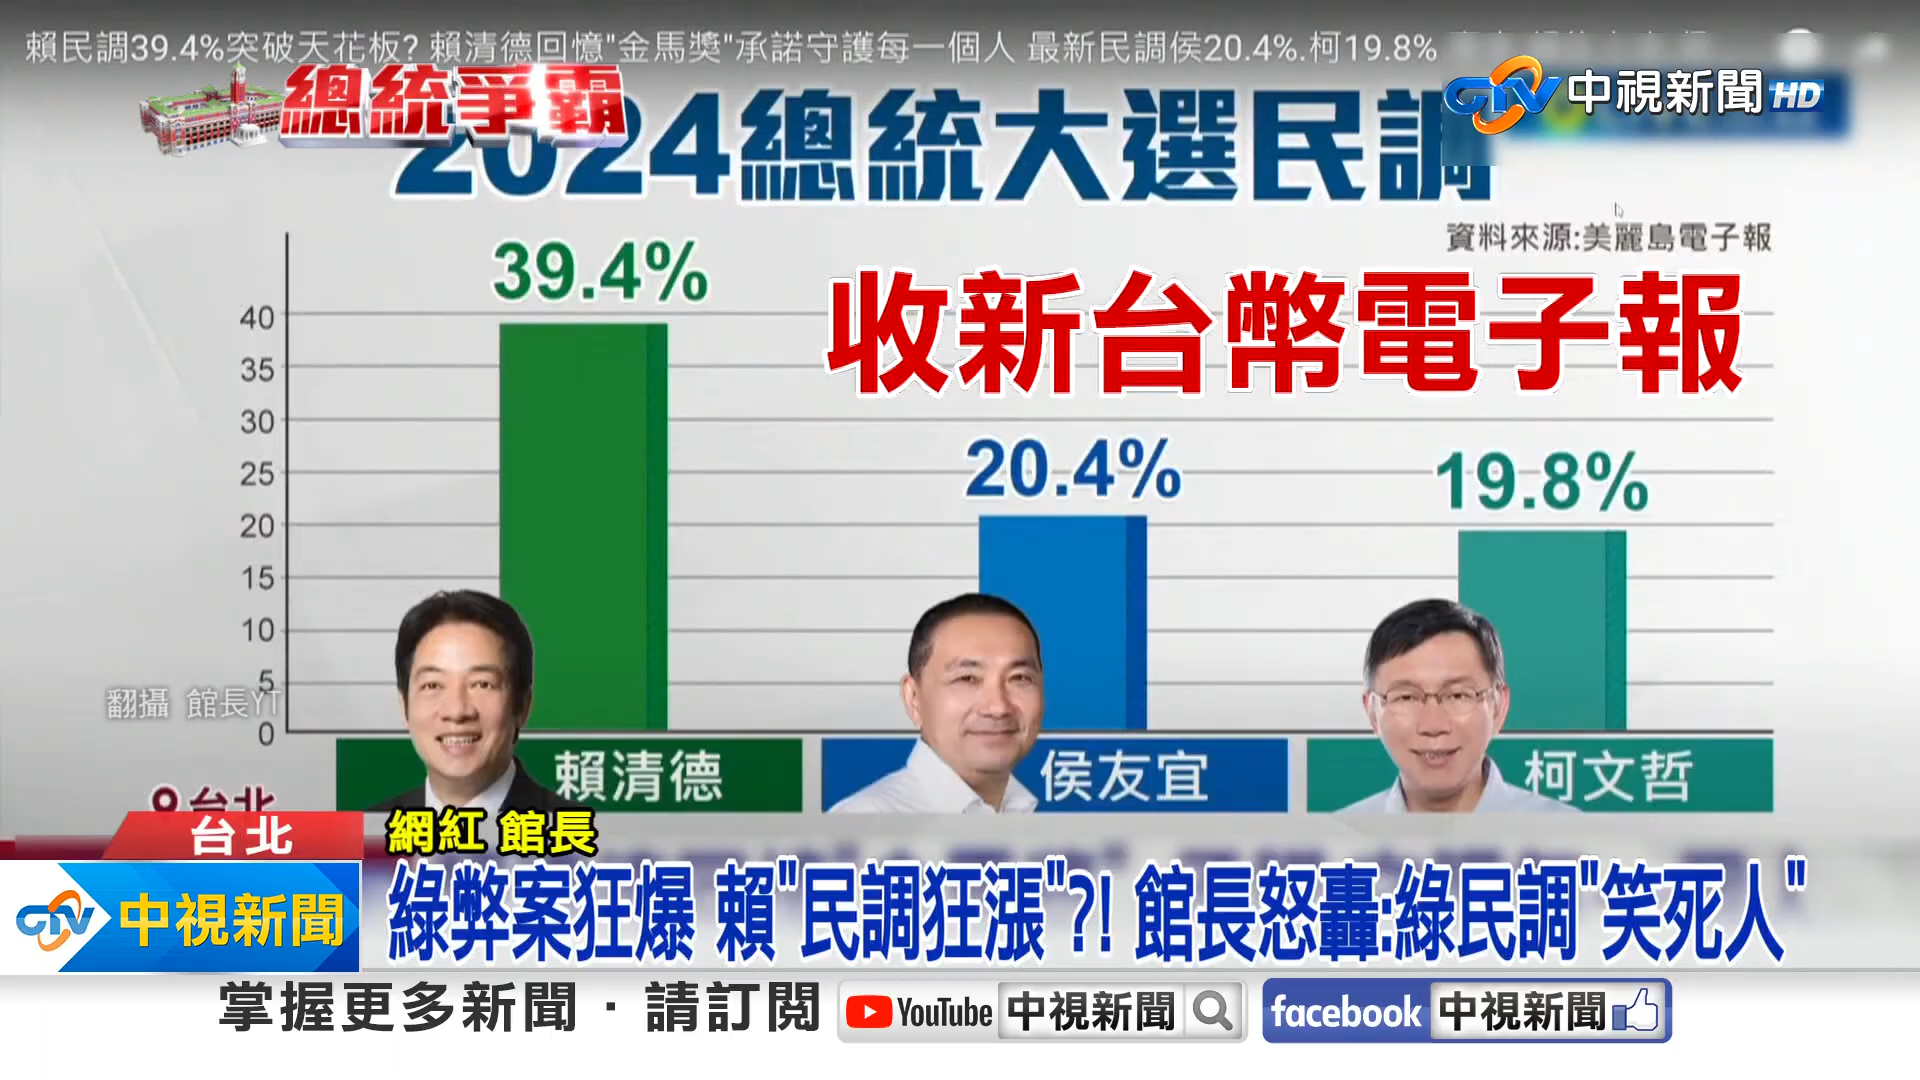 賴民調39.4%突破天花板? 賴清德回憶"金馬獎"承諾守護每一個人 最新民調侯20.4%.柯19.8%
總統爭霸
CTV 中視新聞 HD
2024總統大選民調
資料來源:美麗島電子報
收新台幣電子報
39.4%
20.4%
19.8%
40
35
30
25
20
15
10
5
0
翻攝 館長YT
賴清德
侯友宜
柯文哲
台北
台北
網紅 館長
綠弊案狂爆 賴"民調狂漲"?! 館長怒轟:綠民調"笑死人"
CTV 中視新聞
掌握更多新聞·請訂閱 YouTube 中視新聞 facebook 中視新聞